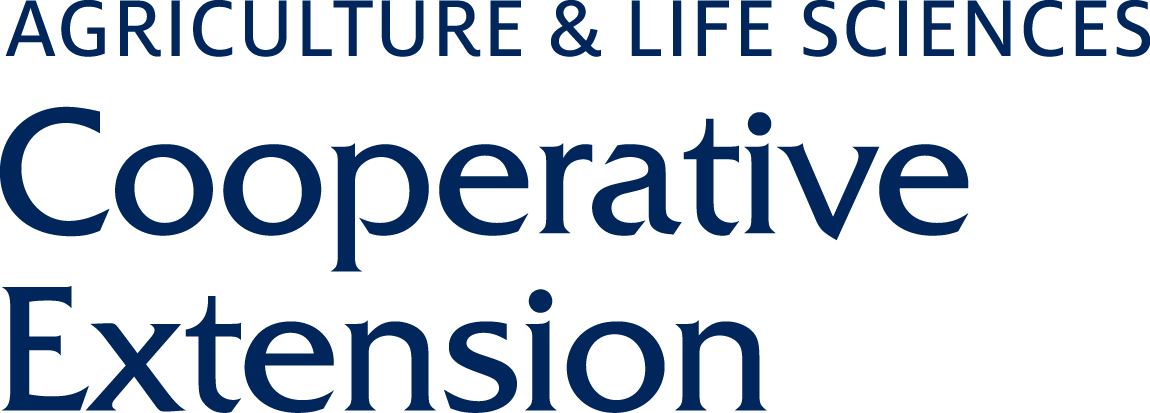 AGRICULTURE & LIFE SCIENCES
Cooperative
Extension